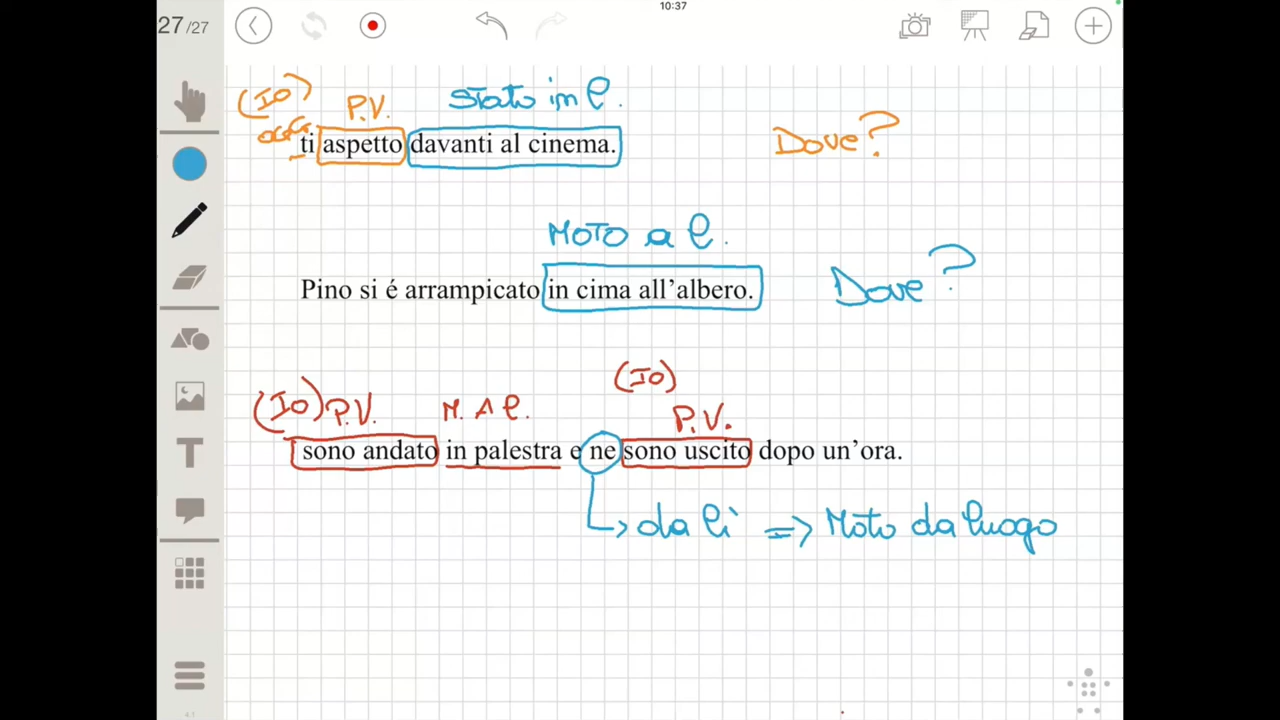 10:37
27/27
(IO) P.V. Stato in l.
ti aspetto davanti al cinema. Dove?
MOTO a l.
Pino si é arrampicato in cima all'albero. Dove?
(IO)
(IO) P.V. M. A l. P.V.
sono andato in palestra e ne sono uscito dopo un'ora.
→ da lì => Moto da luogo